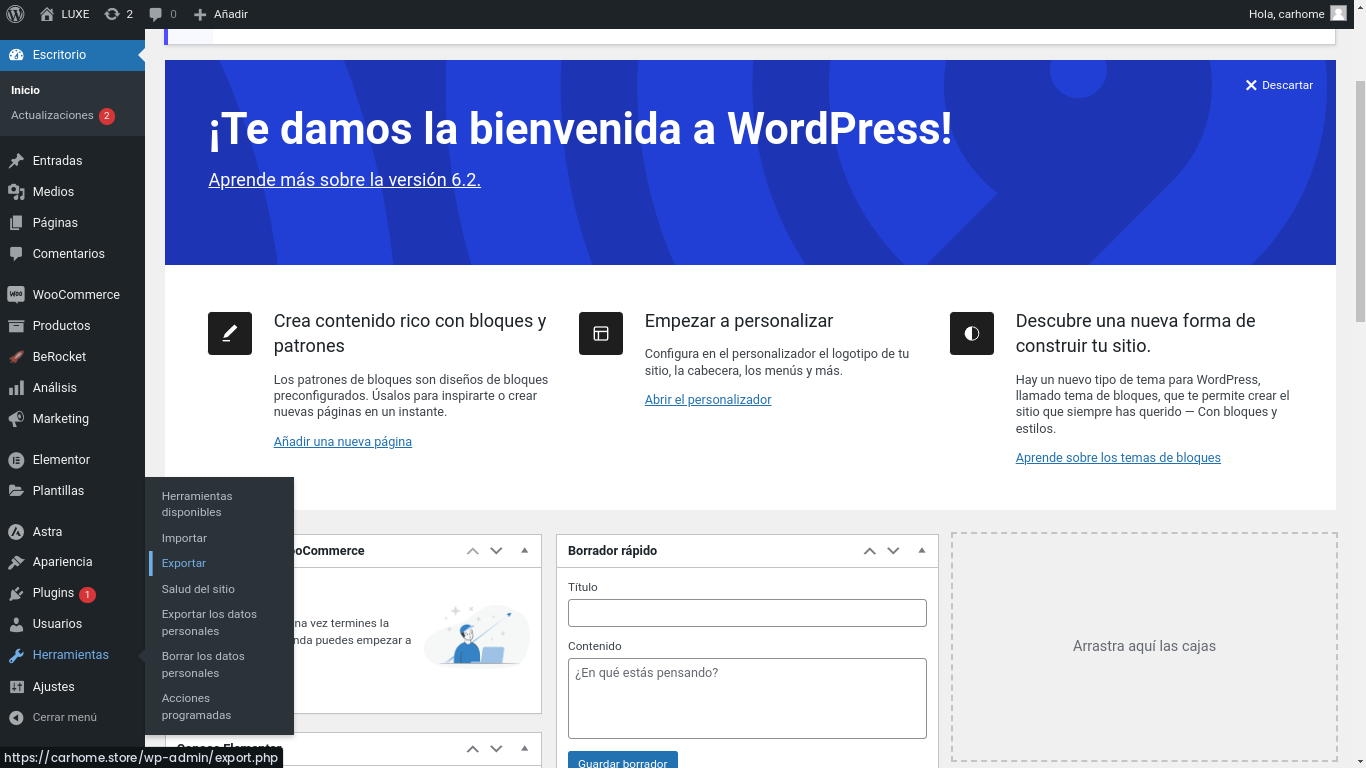 LUXE
2
0
Añadir
Hola, carhome
Escritorio
Inicio
Actualizaciones 2
Entradas
Medios
Páginas
Comentarios
WooCommerce
Productos
BeRocket
Análisis
Marketing
Elementor
Plantillas
Astra
Apariencia
Plugins 1
Usuarios
Herramientas
Ajustes
Cerrar menú
Herramientas
disponibles
Importar
Exportar
Salud del sitio
Exportar los datos
personales
Borrar los datos
personales
Acciones
programadas
Descartar
¡Te damos la bienvenida a WordPress!
Aprende más sobre la versión 6.2.
Crea contenido rico con bloques y
patrones
Los patrones de bloques son diseños de bloques
preconfigurados. Úsalos para inspirarte o crear
nuevas páginas en un instante.
Añadir una nueva página
Empezar a personalizar
Configura en el personalizador el logotipo de tu
sitio, la cabecera, los menús y más.
Abrir el personalizador
Descubre una nueva forma de
construir tu sitio.
Hay un nuevo tipo de tema para WordPress,
llamado tema de bloques, que te permite crear el
sitio que siempre has querido — Con bloques y
estilos.
Aprende sobre los temas de bloques
ooCommerce
na vez termines la
nda puedes empezar a
Borrador rápido
Título
Contenido
¿En qué estás pensando?
Guardar borrador
Arrastra aquí las cajas
https://carhome.store/wp-admin/export.php